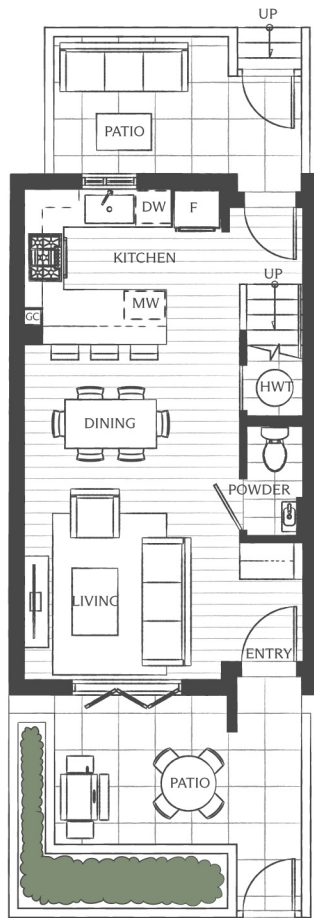 UP
PATIO
DW
F
KITCHEN
UP
MW
GC
HWT
DINING
POWDER
LIVING
ENTRY
PATIO